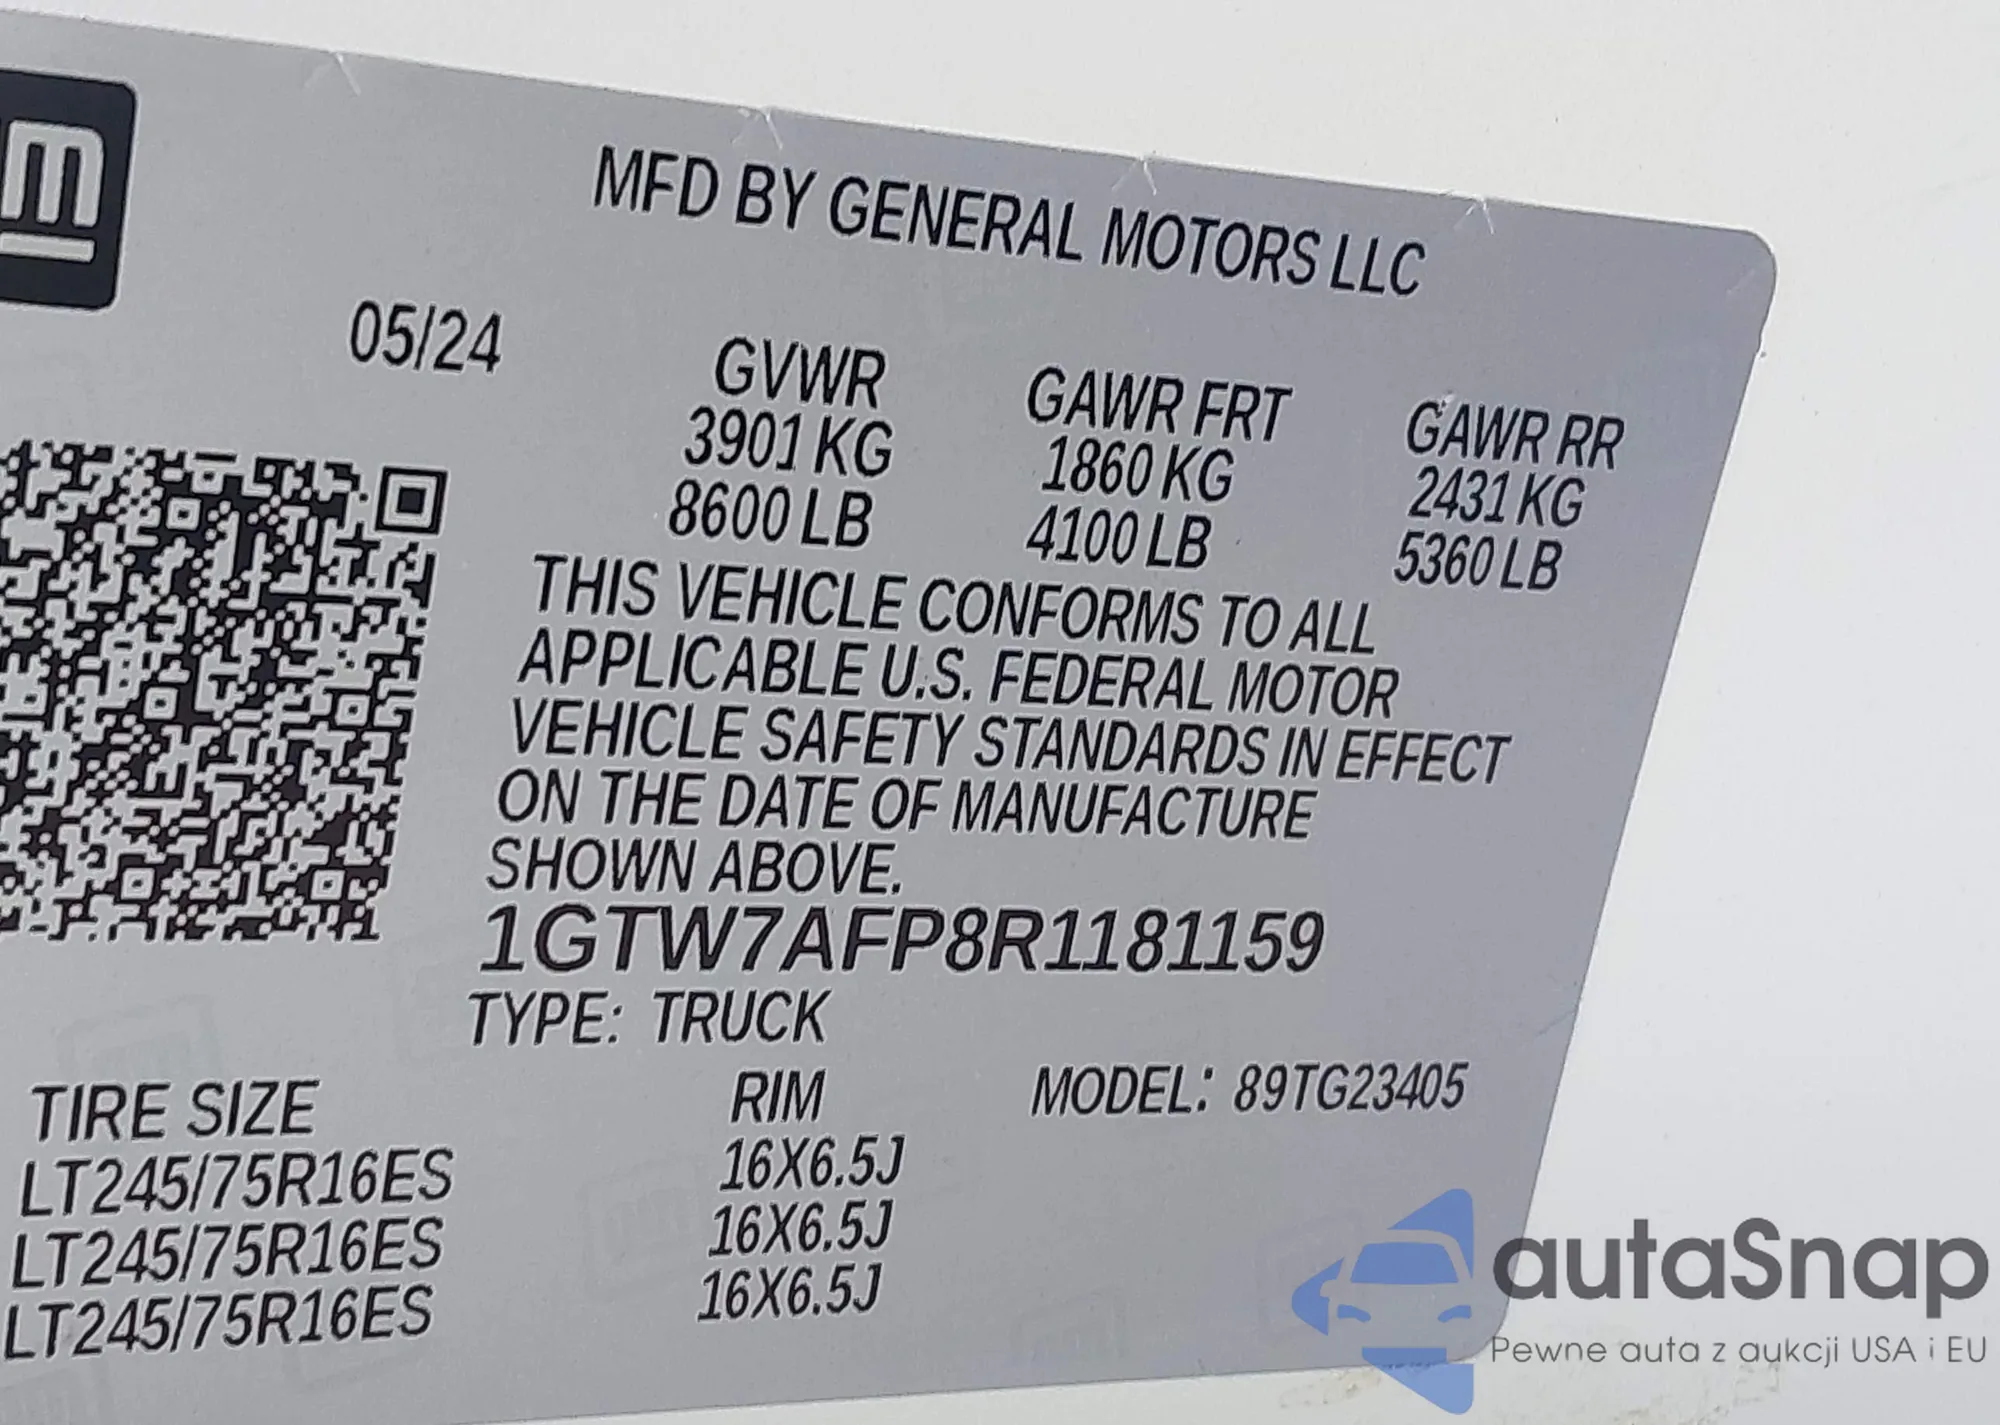 gm
MFD BY GENERAL MOTORS LLC
05/24
GVWR GAWR FRT GAWR RR
3901 KG 1860 KG 2431 KG
8600 LB 4100 LB 5360 LB
THIS VEHICLE CONFORMS TO ALL
APPLICABLE U.S. FEDERAL MOTOR
VEHICLE SAFETY STANDARDS IN EFFECT
ON THE DATE OF MANUFACTURE
SHOWN ABOVE.
1GTW7AFP8R1181159
TYPE: TRUCK
TIRE SIZE RIM MODEL: 89TG23405
LT245/75R16ES 16X6.5J
LT245/75R16ES 16X6.5J
LT245/75R16ES 16X6.5J
autaSnap
Pewne auta z aukcji USA i EU